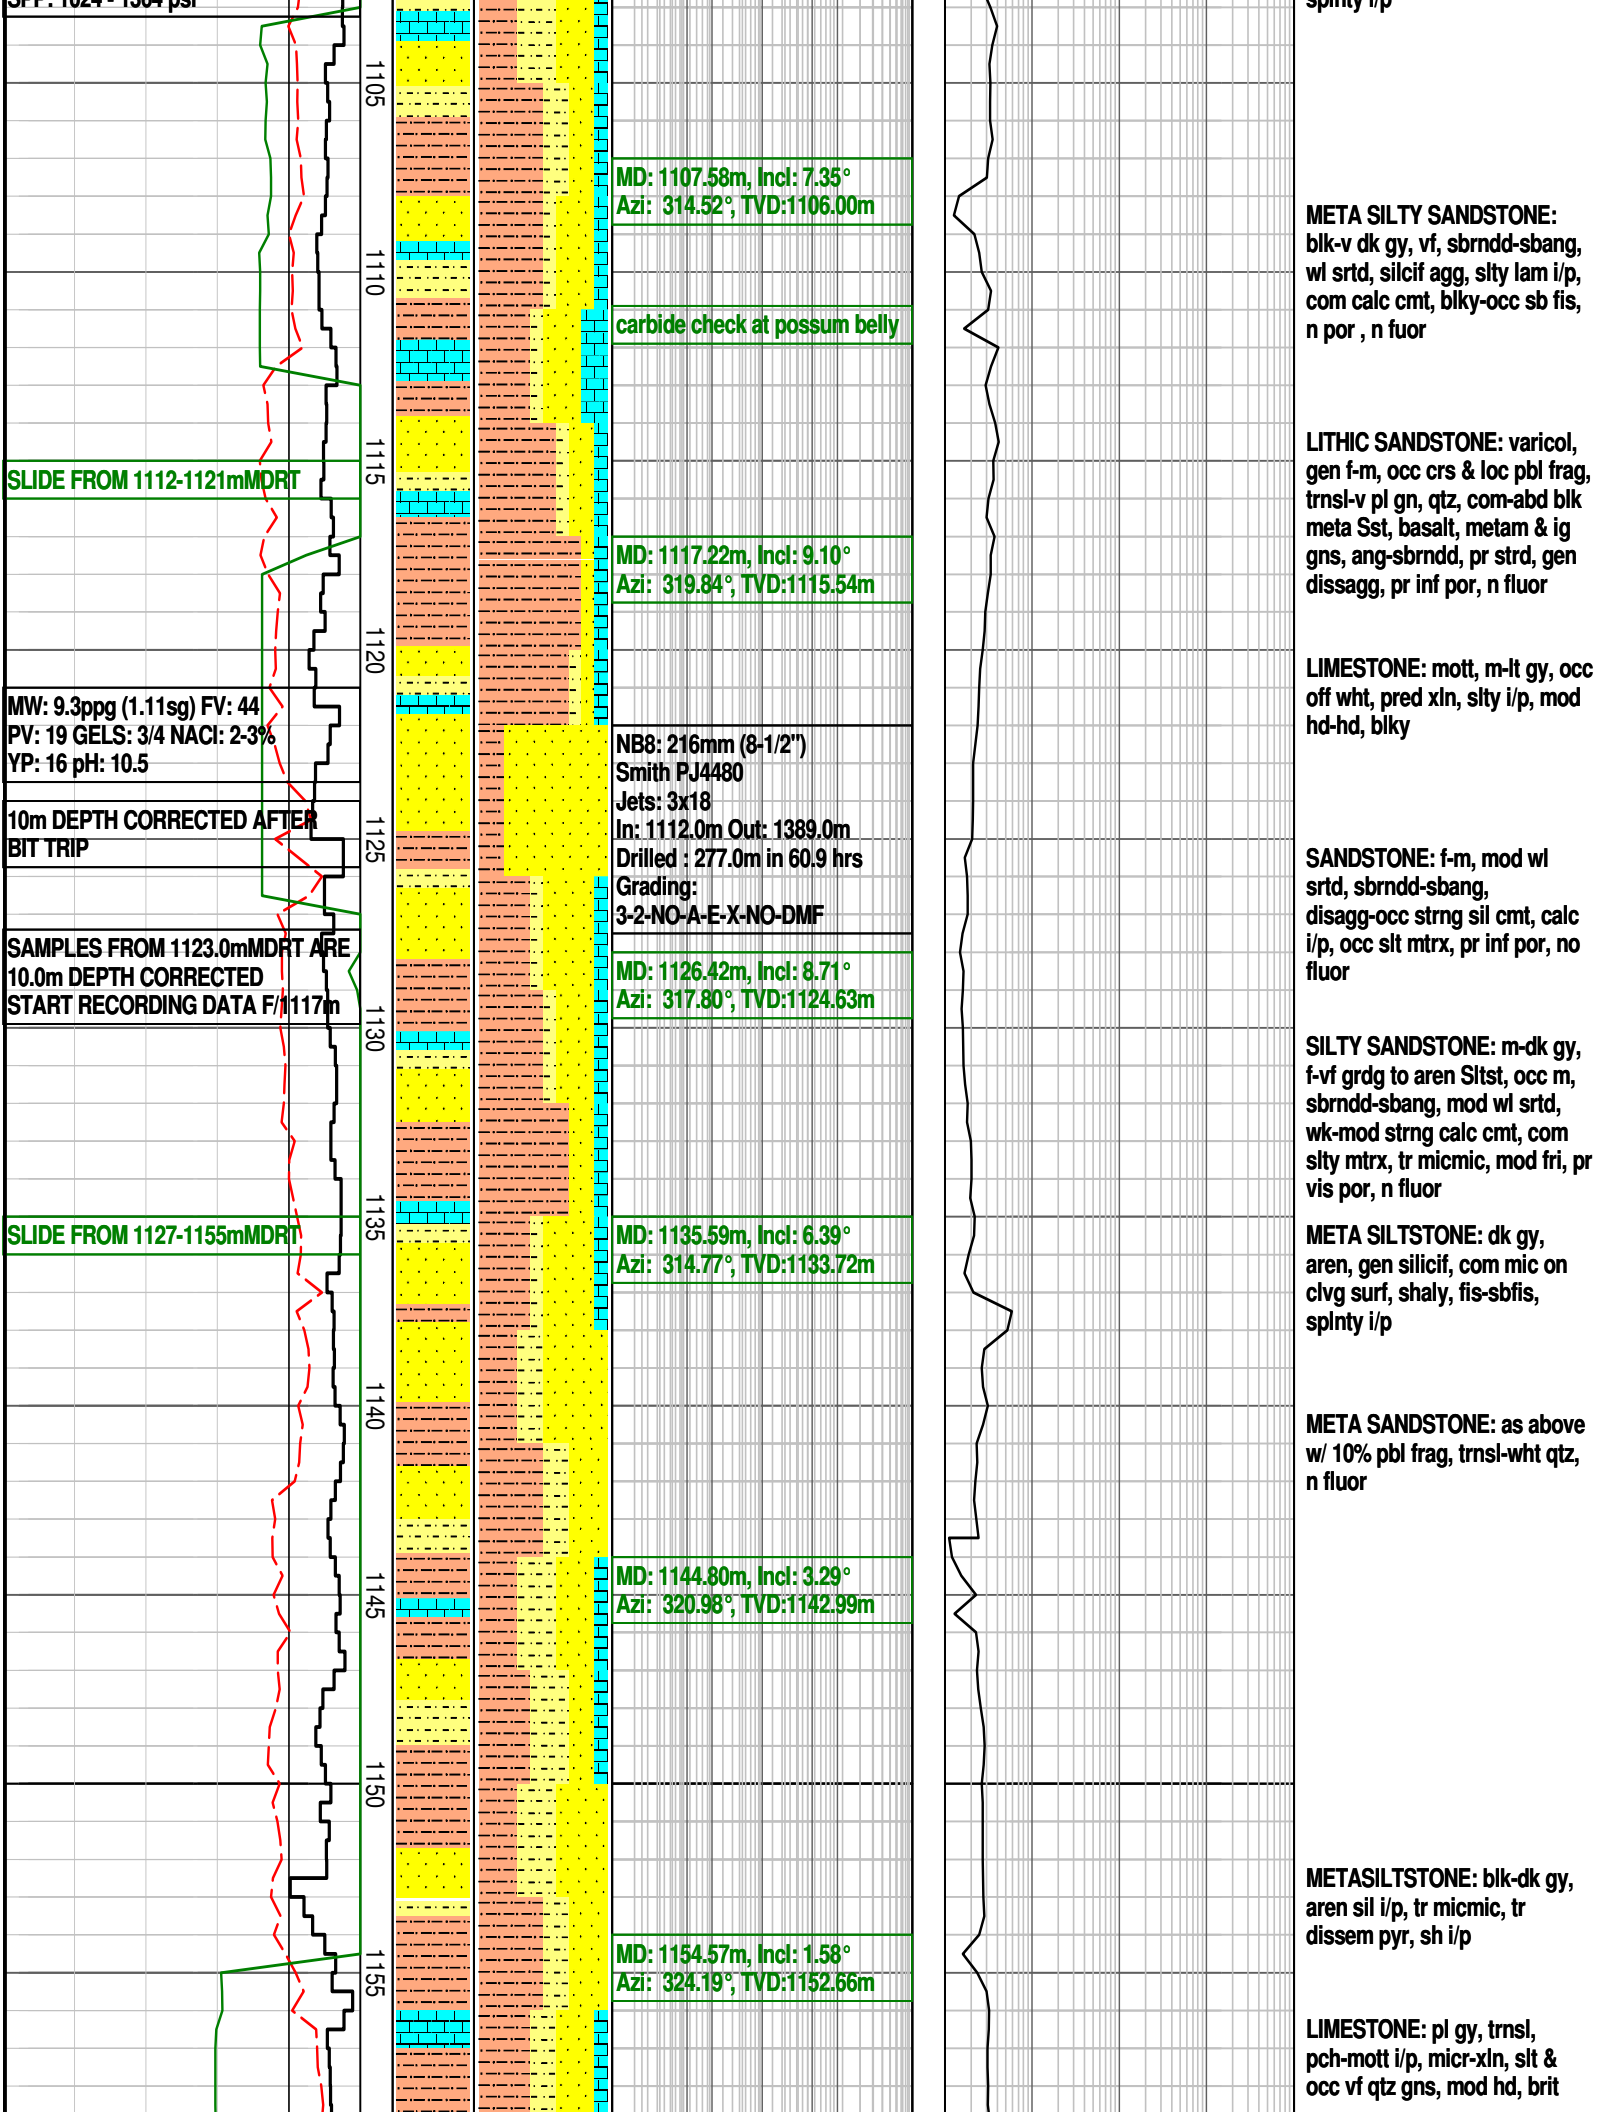 SPP: 1624 - 1584 psi
SLIDE FROM 1112-1121mMDRT
MW: 9.3ppg (1.11sg) FV: 44
PV: 19 GELS: 3/4 NACI: 2-3%
YP: 16 pH: 10.5
10m DEPTH CORRECTED AFTER
BIT TRIP
SAMPLES FROM 1123.0mMDRT ARE
10.0m DEPTH CORRECTED
START RECORDING DATA F/1117m
SLIDE FROM 1127-1155mMDRT
1105
1110
1115
1120
1125
1130
1135
1140
1145
1150
1155
MD: 1107.58m, Incl: 7.35°
Azi: 314.52°, TVD:1106.00m
carbide check at possum belly
MD: 1117.22m, Incl: 9.10°
Azi: 319.84°, TVD:1115.54m
NB8: 216mm (8-1/2")
Smith PJ4480
Jets: 3x18
In: 1112.0m Out: 1389.0m
Drilled : 277.0m in 60.9 hrs
Grading:
3-2-NO-A-E-X-NO-DMF
MD: 1126.42m, Incl: 8.71°
Azi: 317.80°, TVD:1124.63m
MD: 1135.59m, Incl: 6.39°
Azi: 314.77°, TVD:1133.72m
MD: 1144.80m, Incl: 3.29°
Azi: 320.98°, TVD:1142.99m
MD: 1154.57m, Incl: 1.58°
Azi: 324.19°, TVD:1152.66m
splnty i/p
META SILTY SANDSTONE:
blk-v dk gy, vf, sbrndd-sbang,
wl srtd, silcif agg, slty lam i/p,
com calc cmt, blky-occ sb fis,
n por , n fuor
LITHIC SANDSTONE: varicol,
gen f-m, occ crs & loc pbl frag,
trnsl-v pl gn, qtz, com-abd blk
meta Sst, basalt, metam & ig
gns, ang-sbrndd, pr strd, gen
dissagg, pr inf por, n fluor
LIMESTONE: mott, m-lt gy, occ
off wht, pred xln, slty i/p, mod
hd-hd, blky
SANDSTONE: f-m, mod wl
srtd, sbrndd-sbang,
disagg-occ strng sil cmt, calc
i/p, occ slt mtrx, pr inf por, no
fluor
SILTY SANDSTONE: m-dk gy,
f-vf grdg to aren Sltst, occ m,
sbrndd-sbang, mod wl srtd,
wk-mod strng calc cmt, com
slty mtrx, tr micmic, mod fri, pr
vis por, n fluor
META SILTSTONE: dk gy,
aren, gen silicif, com mic on
clvg surf, shaly, fis-sbfis,
splnty i/p
META SANDSTONE: as above
w/ 10% pbl frag, trnsl-wht qtz,
n fluor
METASILTSTONE: blk-dk gy,
aren sil i/p, tr micmic, tr
dissem pyr, sh i/p
LIMESTONE: pl gy, trnsl,
pch-mott i/p, micr-xln, slt &
occ vf qtz gns, mod hd, brit